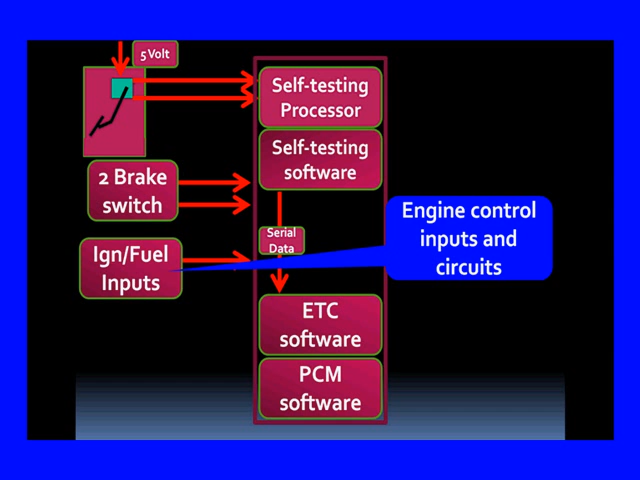 5 Volt
Self-testing
Processor
Self-testing
software
2 Brake
switch
Engine control
inputs and
circuits
Serial
Data
Ign/Fuel
Inputs
ETC
software
PCM
software